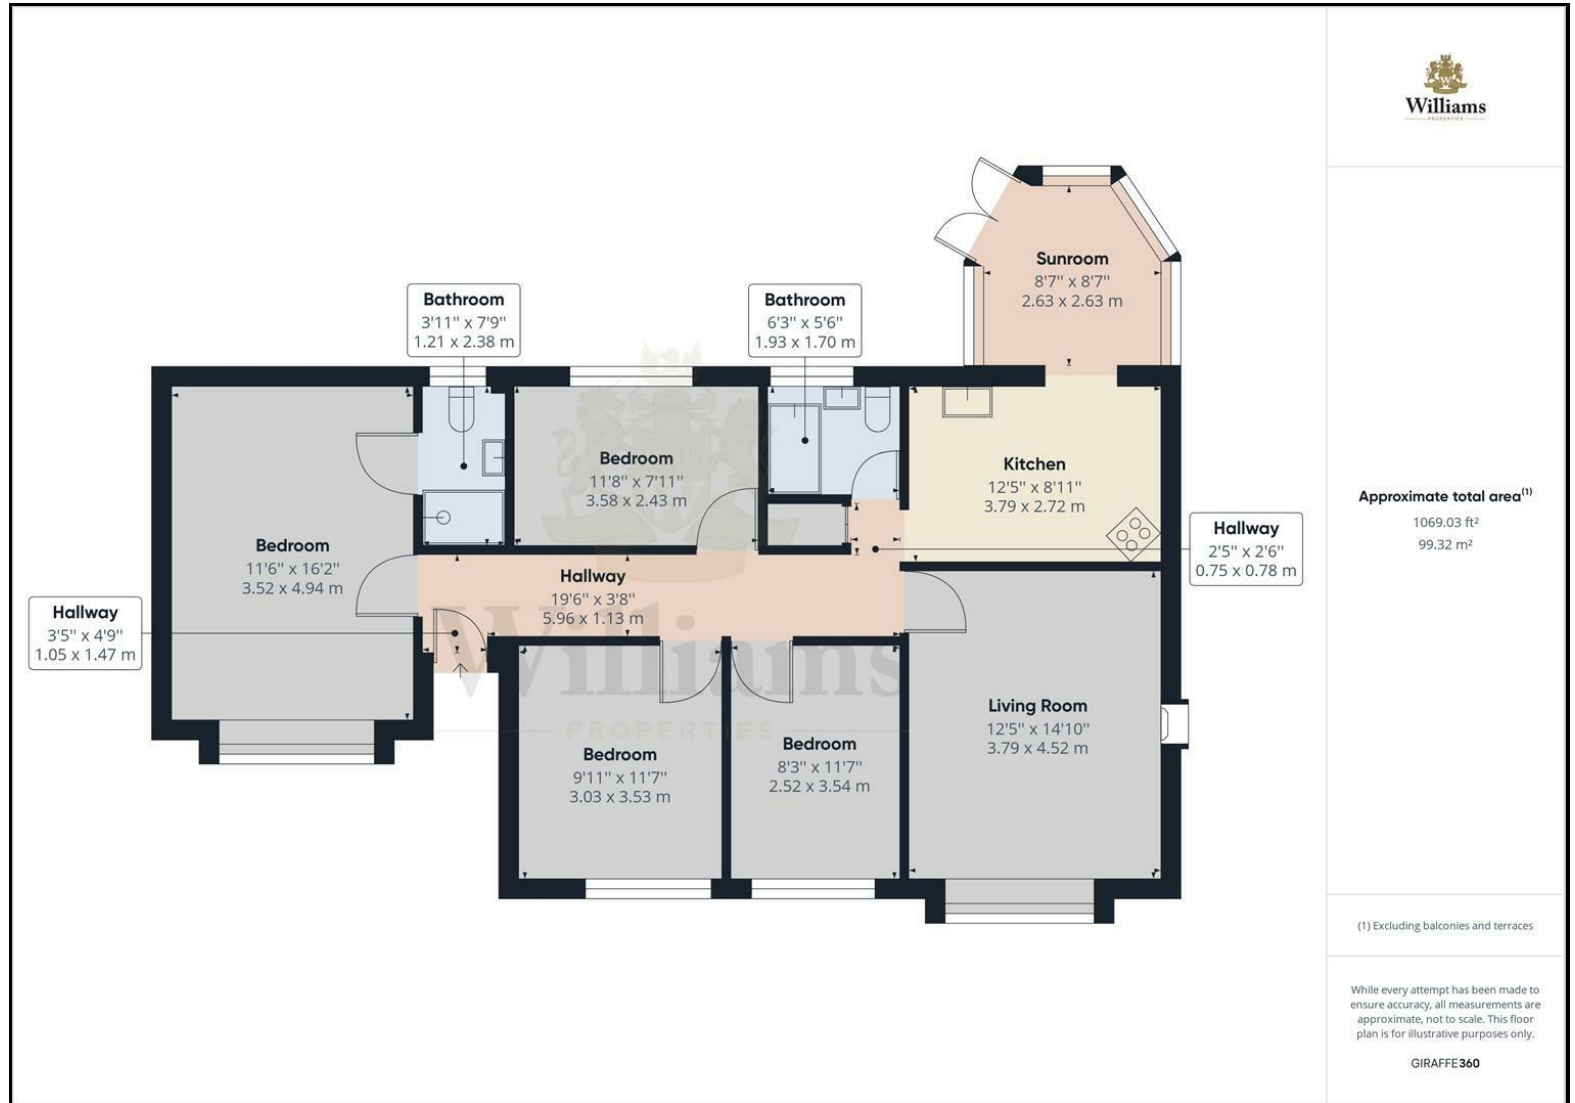 Williams
PROPERTIES
Sunroom
8'7" x 8'7"
2.63 x 2.63 m
Bathroom
3'11" x 7'9"
1.21 x 2.38 m
Bathroom
6'3" x 5'6"
1.93 x 1.70 m
Bedroom
11'8" x 7'11"
3.58 x 2.43 m
Kitchen
12'5" x 8'11"
3.79 x 2.72 m
Bedroom
11'6" x 16'2"
3.52 x 4.94 m
Hallway
2'5" x 2'6"
0.75 x 0.78 m
Hallway
19'6" x 3'8"
5.96 x 1.13 m
Hallway
3'5" x 4'9"
1.05 x 1.47 m
Williams
PROPERTIES
Living Room
12'5" x 14'10"
3.79 x 4.52 m
Bedroom
9'11" x 11'7"
3.03 x 3.53 m
Bedroom
8'3" x 11'7"
2.52 x 3.54 m
Approximate total area(1)
1069.03 ft²
99.32 m²
(1) Excluding balconies and terraces
While every attempt has been made to
ensure accuracy, all measurements are
approximate, not to scale. This floor
plan is for illustrative purposes only.
GIRAFFE360